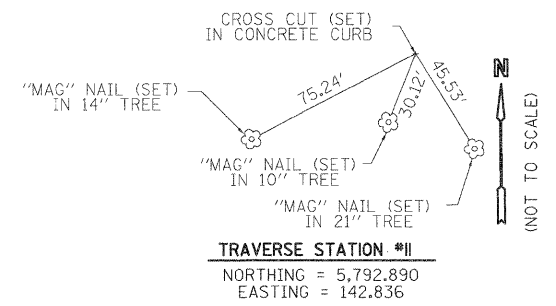 CROSS CUT (SET)
IN CONCRETE CURB
"MAG" NAIL (SET)
IN 14" TREE
75.24'
30.12'
45.53'
N
(NOT TO SCALE)
"MAG" NAIL (SET)
IN 10" TREE
"MAG" NAIL (SET)
IN 21" TREE
TRAVERSE STATION #11
NORTHING = 5,792.890
EASTING = 142.836